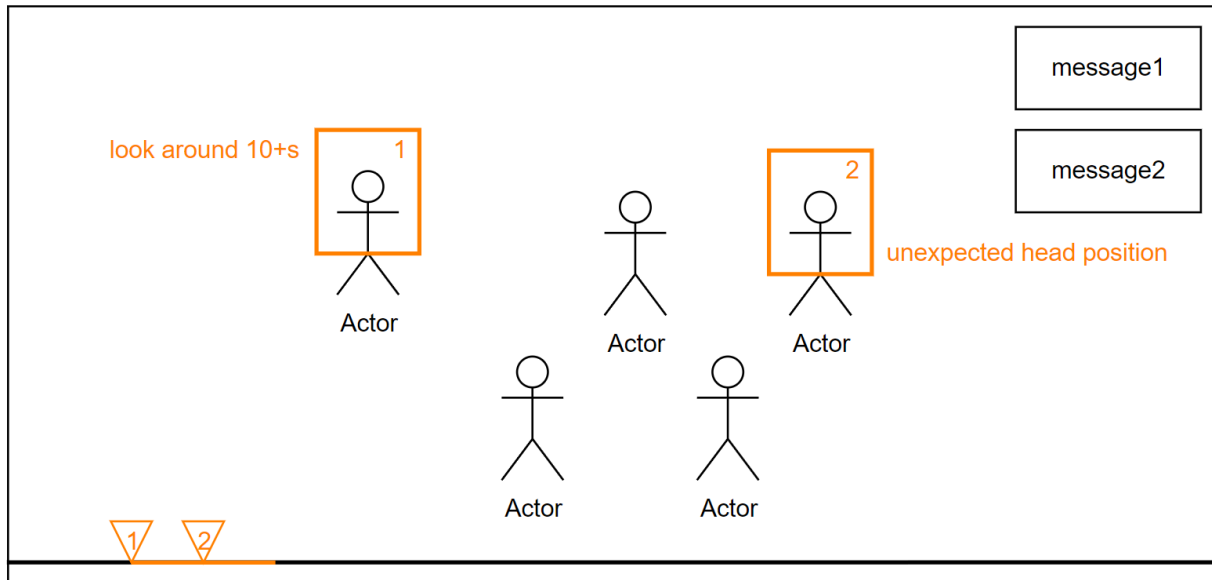 message1
look around 10+s
1
2
message2
unexpected head position
Actor
Actor
Actor
Actor
Actor
1
2